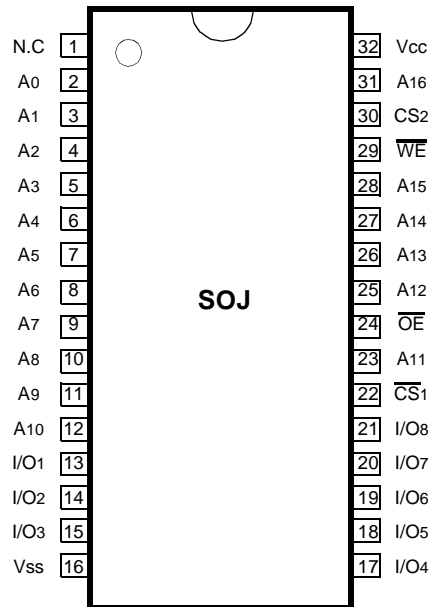 N.C 1 32 Vcc
A0 2 31 A16
A1 3 30 CS2
A2 4 29 W̅E̅
A3 5 28 A15
A4 6 27 A14
A5 7 26 A13
A6 8 25 A12
SOJ
A7 9 24 O̅E̅
A8 10 23 A11
A9 11 22 C̅S̅1
A10 12 21 I/O8
I/O1 13 20 I/O7
I/O2 14 19 I/O6
I/O3 15 18 I/O5
Vss 16 17 I/O4